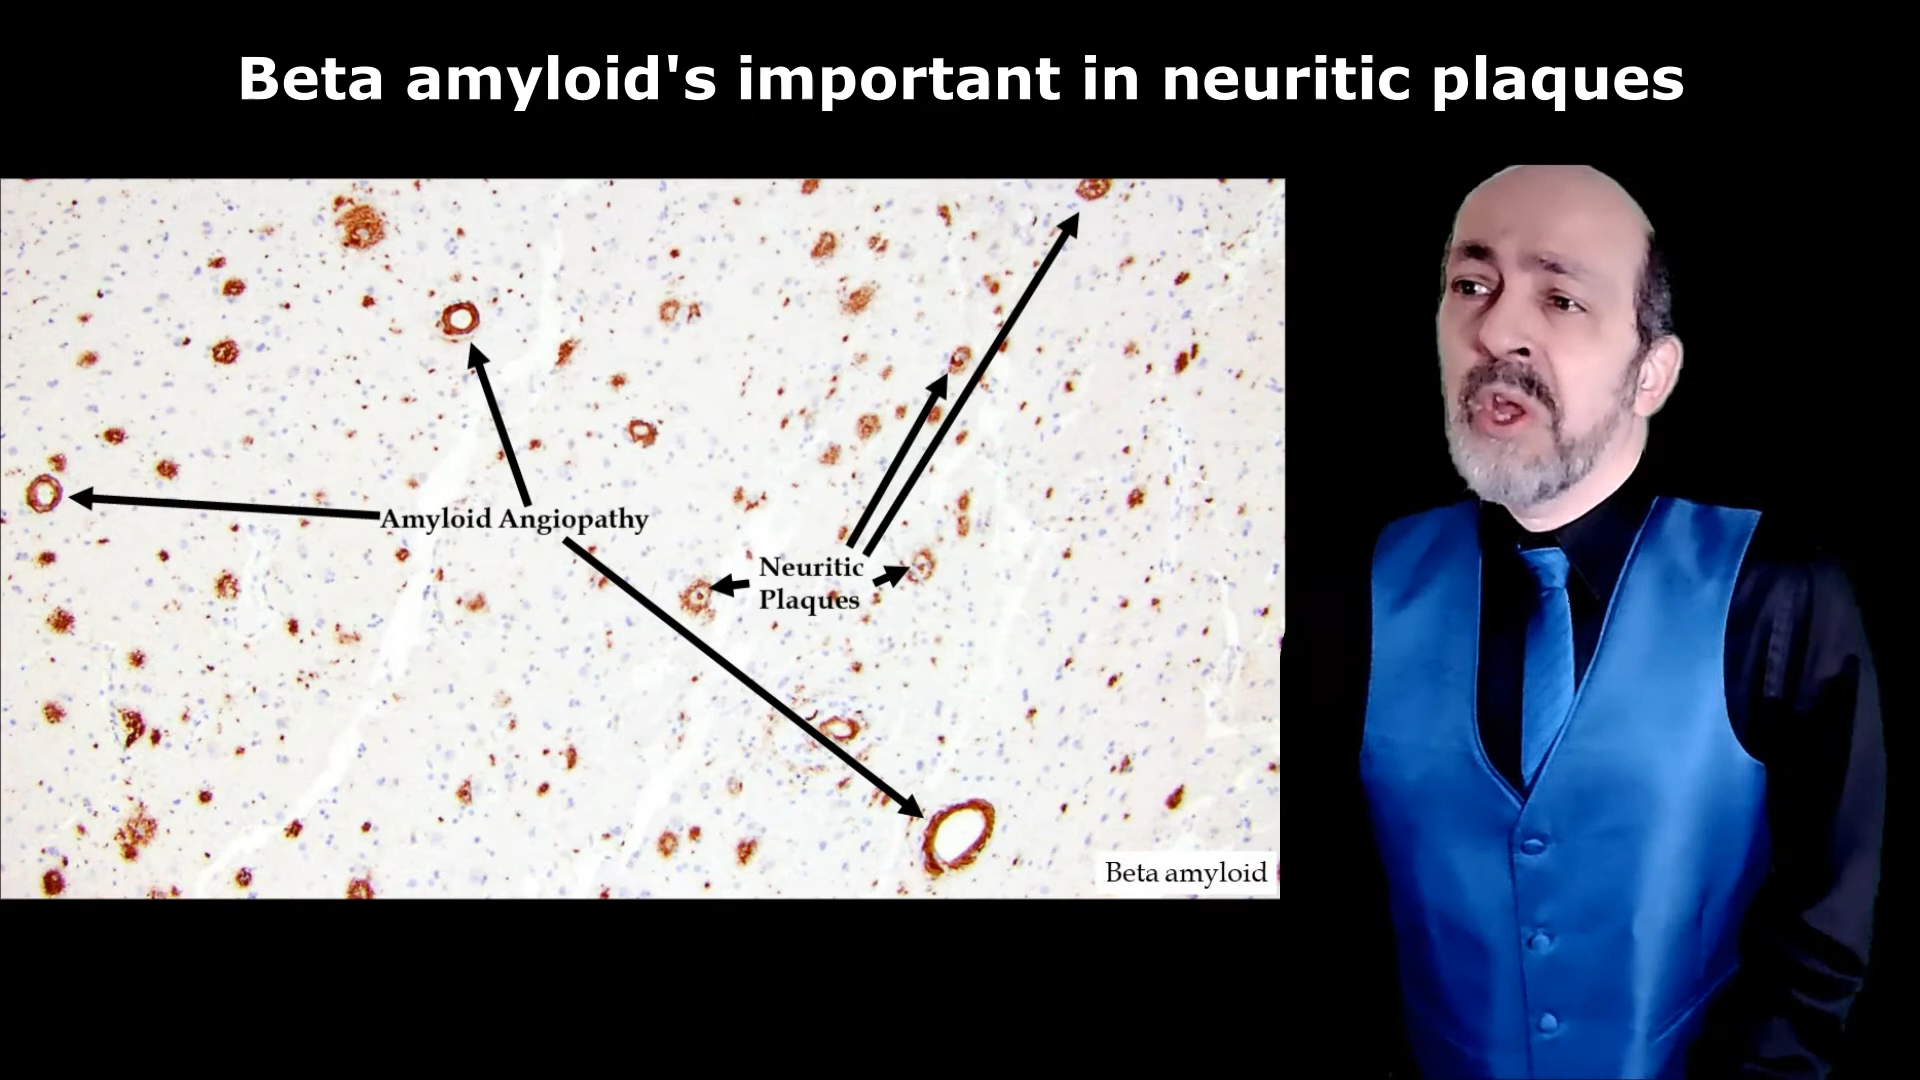 Beta amyloid's important in neuritic plaques
Amyloid Angiopathy
Neuritic
Plaques
Beta amyloid